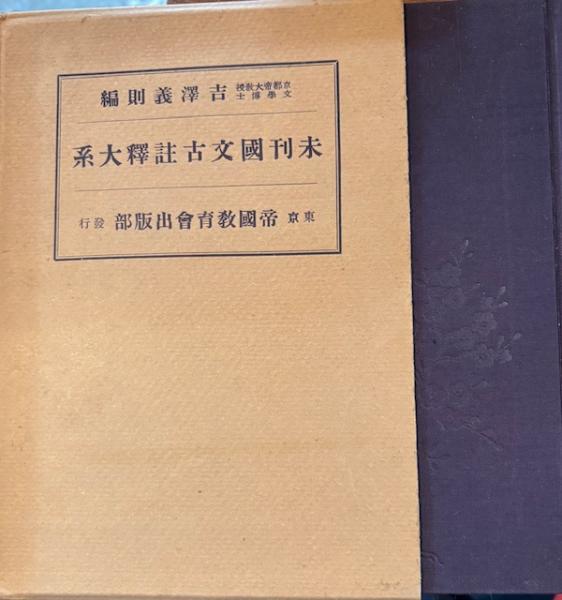 京都帝大教授
文學博士 吉澤義則編
未刊國文古註釋大系
東京 帝國敎育會出版部 發行